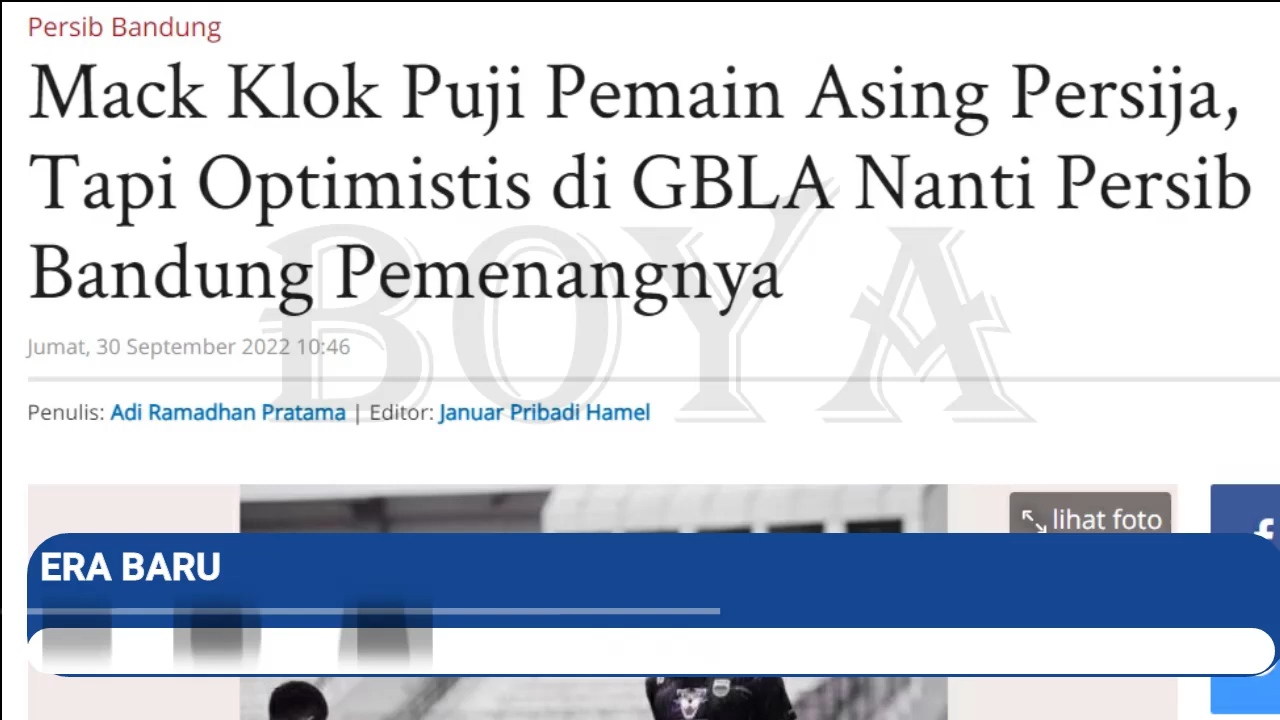 Persib Bandung
Mack Klok Puji Pemain Asing Persija,
Tapi Optimistis di GBLA Nanti Persib
Bandung Pemenangnya
BOYA
Jumat, 30 September 2022 10:46
Penulis: Adi Ramadhan Pratama | Editor: Januar Pribadi Hamel
lihat foto
f
ERA BARU